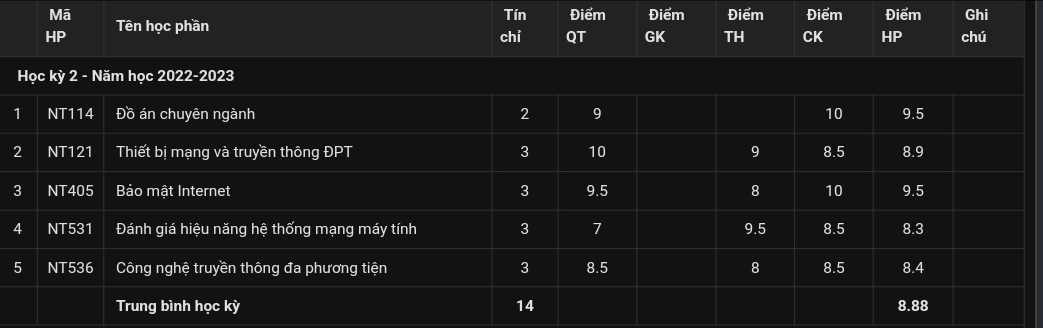 Mã HP Tên học phần Tín chỉ Điểm QT Điểm GK Điểm TH Điểm CK Điểm HP Ghi chú
Học kỳ 2 - Năm học 2022-2023
1 NT114 Đồ án chuyên ngành 2 9 10 9.5
2 NT121 Thiết bị mạng và truyền thông ĐPT 3 10 9 8.5 8.9
3 NT405 Bảo mật Internet 3 9.5 8 10 9.5
4 NT531 Đánh giá hiệu năng hệ thống mạng máy tính 3 7 9.5 8.5 8.3
5 NT536 Công nghệ truyền thông đa phương tiện 3 8.5 8 8.5 8.4
Trung bình học kỳ 14 8.88